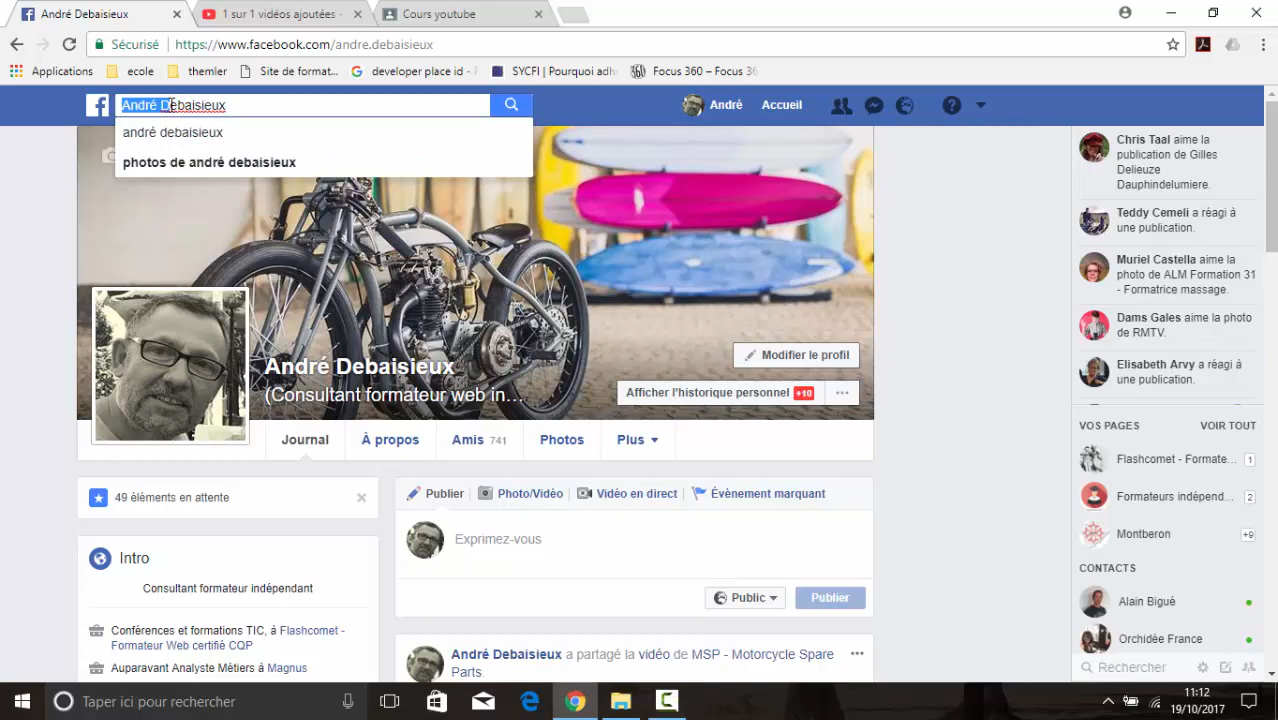 André Debaisieux
1 sur 1 vidéos ajoutées -
Cours youtube
Sécurisé
https://www.facebook.com/andre.debaisieux
Applications
ecole
themler
Site de format...
developer place id -
SYCFI | Pourquoi adh
Focus 360 – Focus 36
André Debaisieux
André
Accueil
andré debaisieux
photos de andré debaisieux
André Debaisieux
(Consultant formateur web in...
Modifier le profil
Afficher l'historique personnel +10
Journal
À propos
Amis 741
Photos
Plus
49 éléments en attente
Intro
Consultant formateur indépendant
Conférences et formations TIC, à Flashcomet -
Formateur Web certifié CQP
Auparavant Analyste Métiers à Magnus
Publier
Photo/Vidéo
Vidéo en direct
Évènement marquant
Exprimez-vous
Public
Publier
André Debaisieux a partagé la vidéo de MSP - Motorcycle Spare
Parts.
Chris Taal aime la
publication de Gilles
Delieuze
Dauphindelumiere.
Teddy Cemeli a réagi à
une publication.
Muriel Castella aime la
photo de ALM Formation 31
- Formatrice massage.
Dams Gales aime la photo
de RMTV.
Elisabeth Arvy a réagi à
une publication.
VOS PAGES
VOIR TOUT
Flashcomet - Formate... 1
Formateurs indépend... 2
Montberon +9
CONTACTS
Alain Bigué
Orchidée France
Rechercher
Taper ici pour rechercher
11:12
19/10/2017